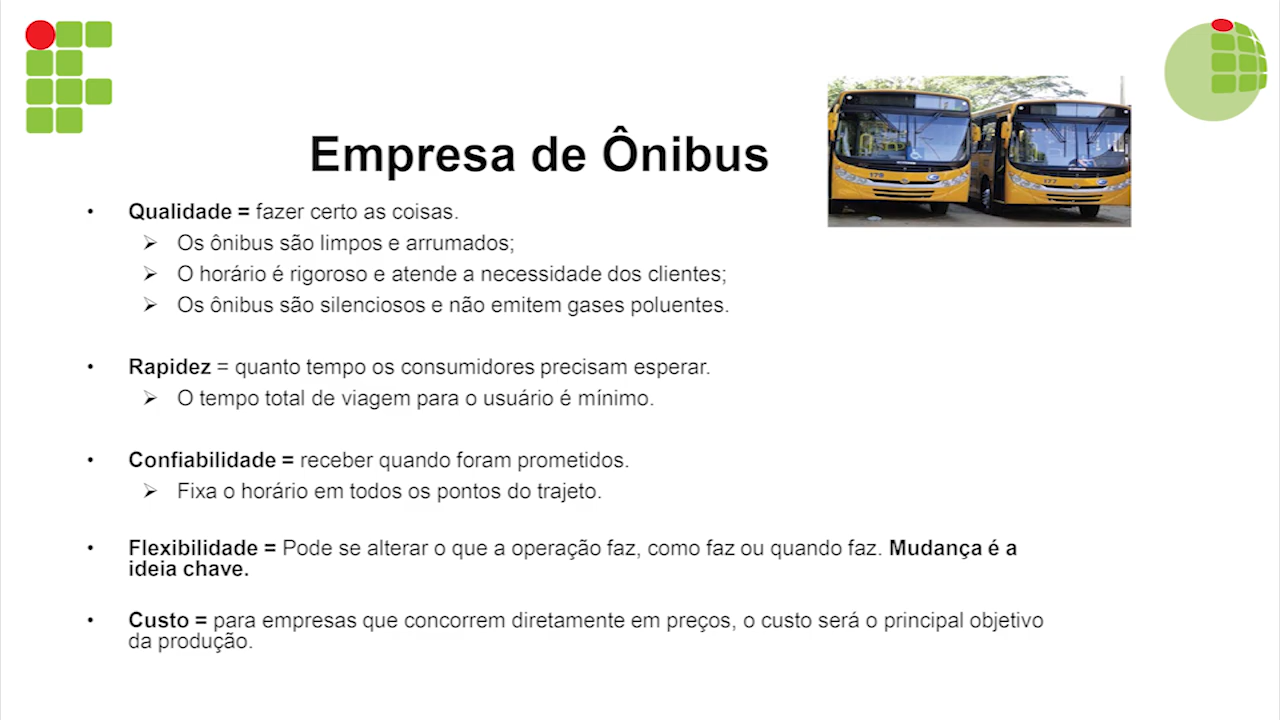 Empresa de Ônibus
• Qualidade = fazer certo as coisas.
➢ Os ônibus são limpos e arrumados;
➢ O horário é rigoroso e atende a necessidade dos clientes;
➢ Os ônibus são silenciosos e não emitem gases poluentes.
• Rapidez = quanto tempo os consumidores precisam esperar.
➢ O tempo total de viagem para o usuário é mínimo.
• Confiabilidade = receber quando foram prometidos.
➢ Fixa o horário em todos os pontos do trajeto.
• Flexibilidade = Pode se alterar o que a operação faz, como faz ou quando faz. Mudança é a
ideia chave.
• Custo = para empresas que concorrem diretamente em preços, o custo será o principal objetivo
da produção.
178
177